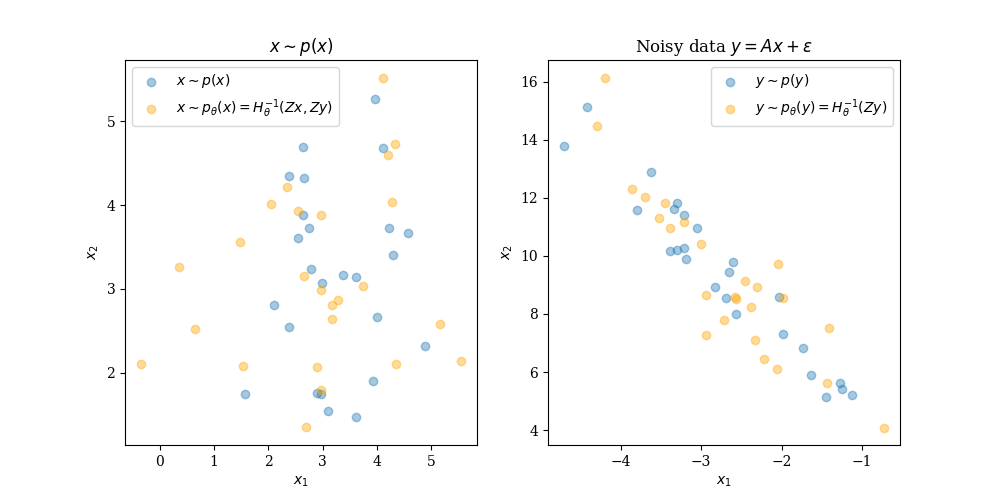 x ∼ p(x)
x ∼ p(x)
x ∼ p_θ(x) = H_θ^{-1}(Zx, Zy)
5
4
3
2
x_2
0
1
2
3
4
5
x_1
Noisy data y = Ax + ε
y ∼ p(y)
y ∼ p_θ(y) = H_θ^{-1}(Zy)
16
14
12
10
8
6
4
x_2
−4
−3
−2
−1
x_1